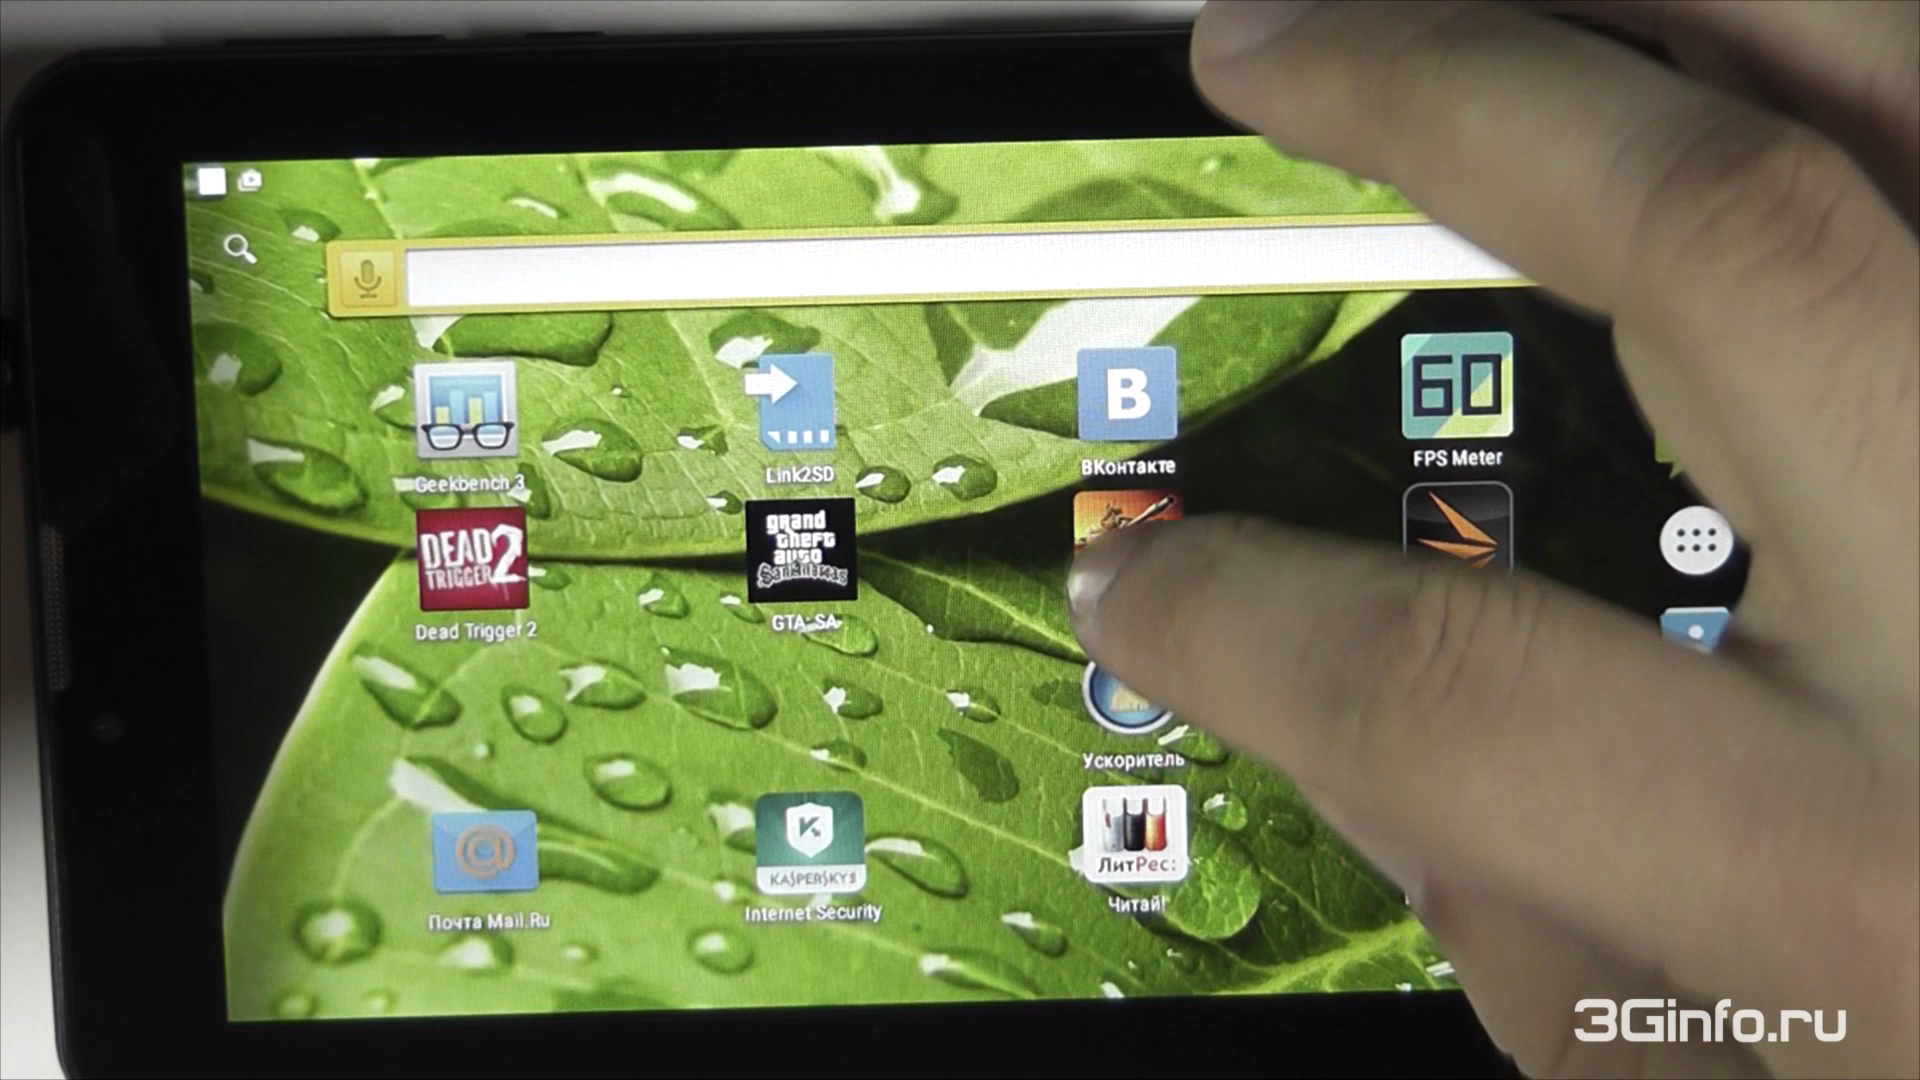 Geekbench 3
Link2SD
B
ВКонтакте
60
FPS Meter
DEAD
TRIGGER 2
Dead Trigger 2
grand
theft
auto
San Andreas
GTA: SA
Ускоритель
@
Почта Mail.Ru
KASPERSKY
Internet Security
ЛитРес:
Читай!
3Ginfo.ru